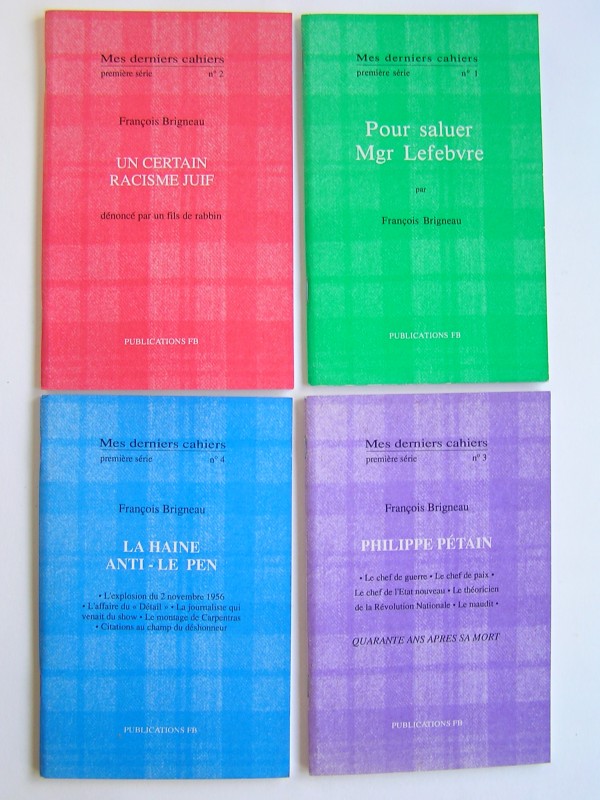 Mes derniers cahiers
première série n° 2
François Brigneau
UN CERTAIN
RACISME JUIF
dénoncé par un fils de rabbin
PUBLICATIONS FB
Mes derniers cahiers
première série n° 1
Pour saluer
Mgr Lefebvre
par
François Brigneau
PUBLICATIONS FB
Mes derniers cahiers
première série n° 4
François Brigneau
LA HAINE
ANTI - LE PEN
• L'explosion du 2 novembre 1956
• L'affaire du « Détail » • La journaliste qui
venait du show • Le montage de Carpentras
• Citations au champ du déshonneur
PUBLICATIONS FB
Mes derniers cahiers
première série n° 3
François Brigneau
PHILIPPE PÉTAIN
• Le chef de guerre • Le chef de paix •
Le chef de l'Etat nouveau • Le théoricien
de la Révolution Nationale • Le maudit •
QUARANTE ANS APRES SA MORT
PUBLICATIONS FB